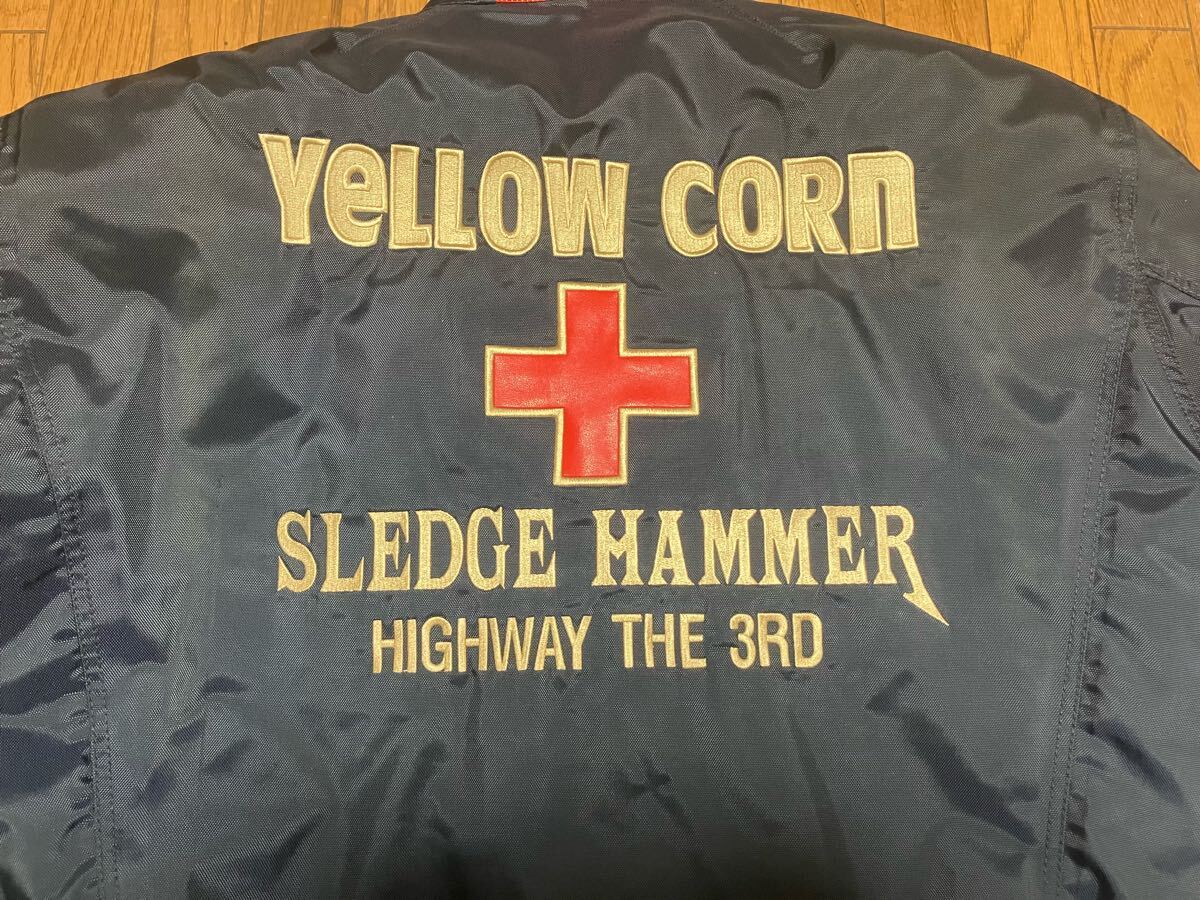 YeLLOW CORn
SLEDGE HAMMER
HIGHWAY THE 3RD